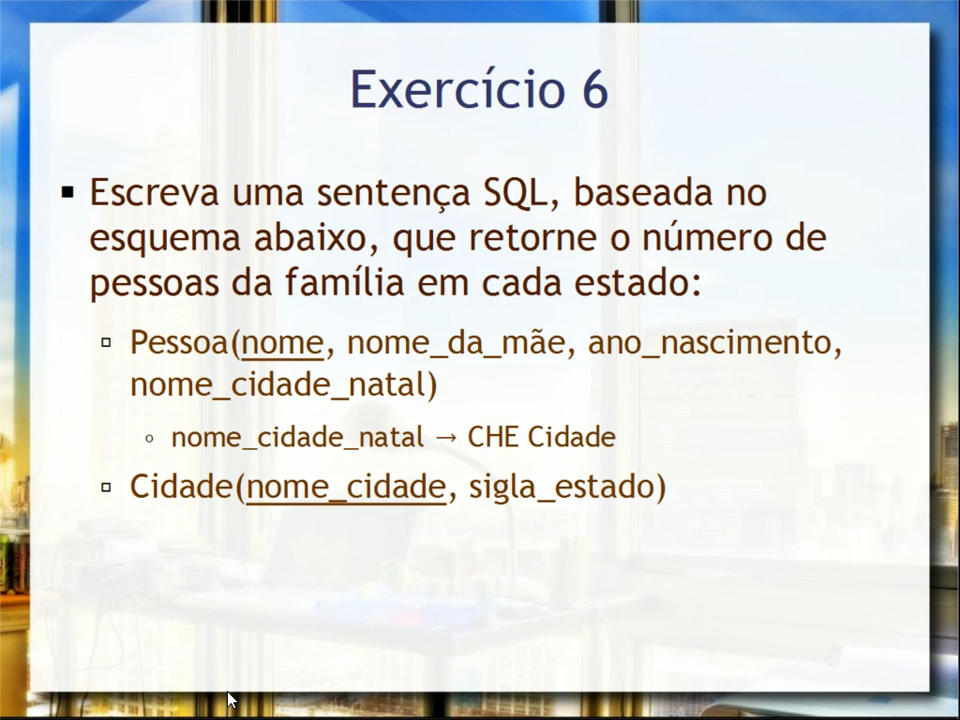 Exercício 6
Escreva uma sentença SQL, baseada no
esquema abaixo, que retorne o número de
pessoas da família em cada estado:
Pessoa(nome, nome_da_mãe, ano_nascimento,
nome_cidade_natal)
nome_cidade_natal → CHE Cidade
Cidade(nome_cidade, sigla_estado)